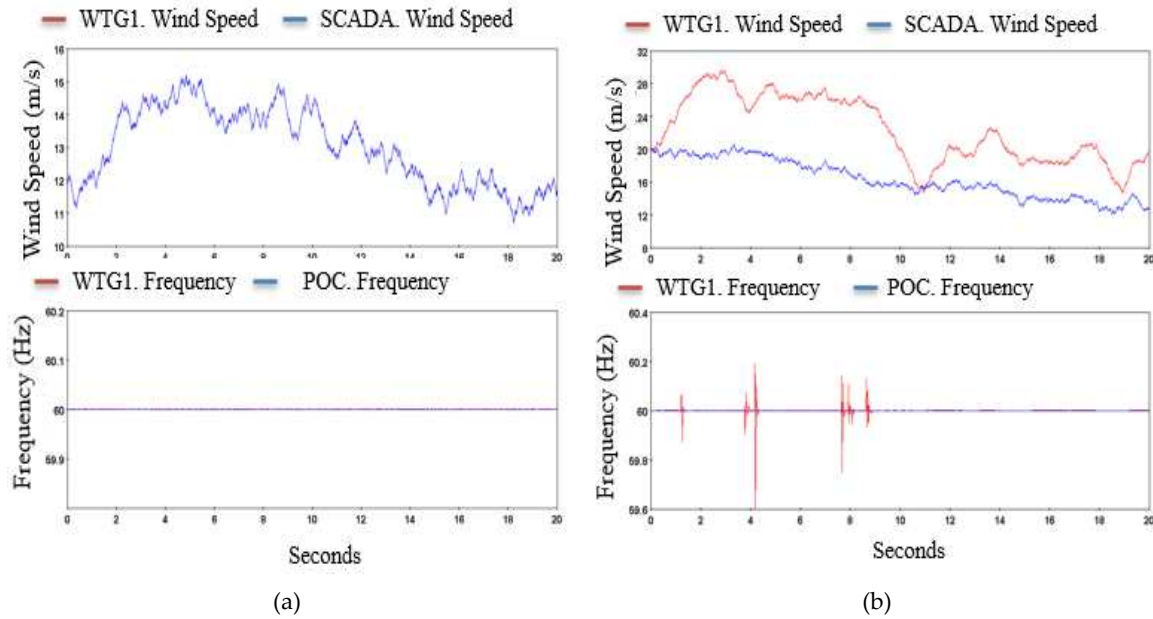 WTG1. Wind Speed SCADA. Wind Speed
Wind Speed (m/s)
16
15
14
13
12
11
10
0 2 4 6 8 10 12 14 16 18 20
WTG1. Frequency POC. Frequency
Frequency (Hz)
60.2
60.1
60
59.9
0 2 4 6 8 10 12 14 16 18 20
Seconds
(a)
WTG1. Wind Speed SCADA. Wind Speed
Wind Speed (m/s)
32
28
24
20
16
12
8
0 2 4 6 8 10 12 14 16 18 20
WTG1. Frequency POC. Frequency
Frequency (Hz)
60.4
60.2
60
59.8
59.6
0 2 4 6 8 10 12 14 16 18 20
Seconds
(b)